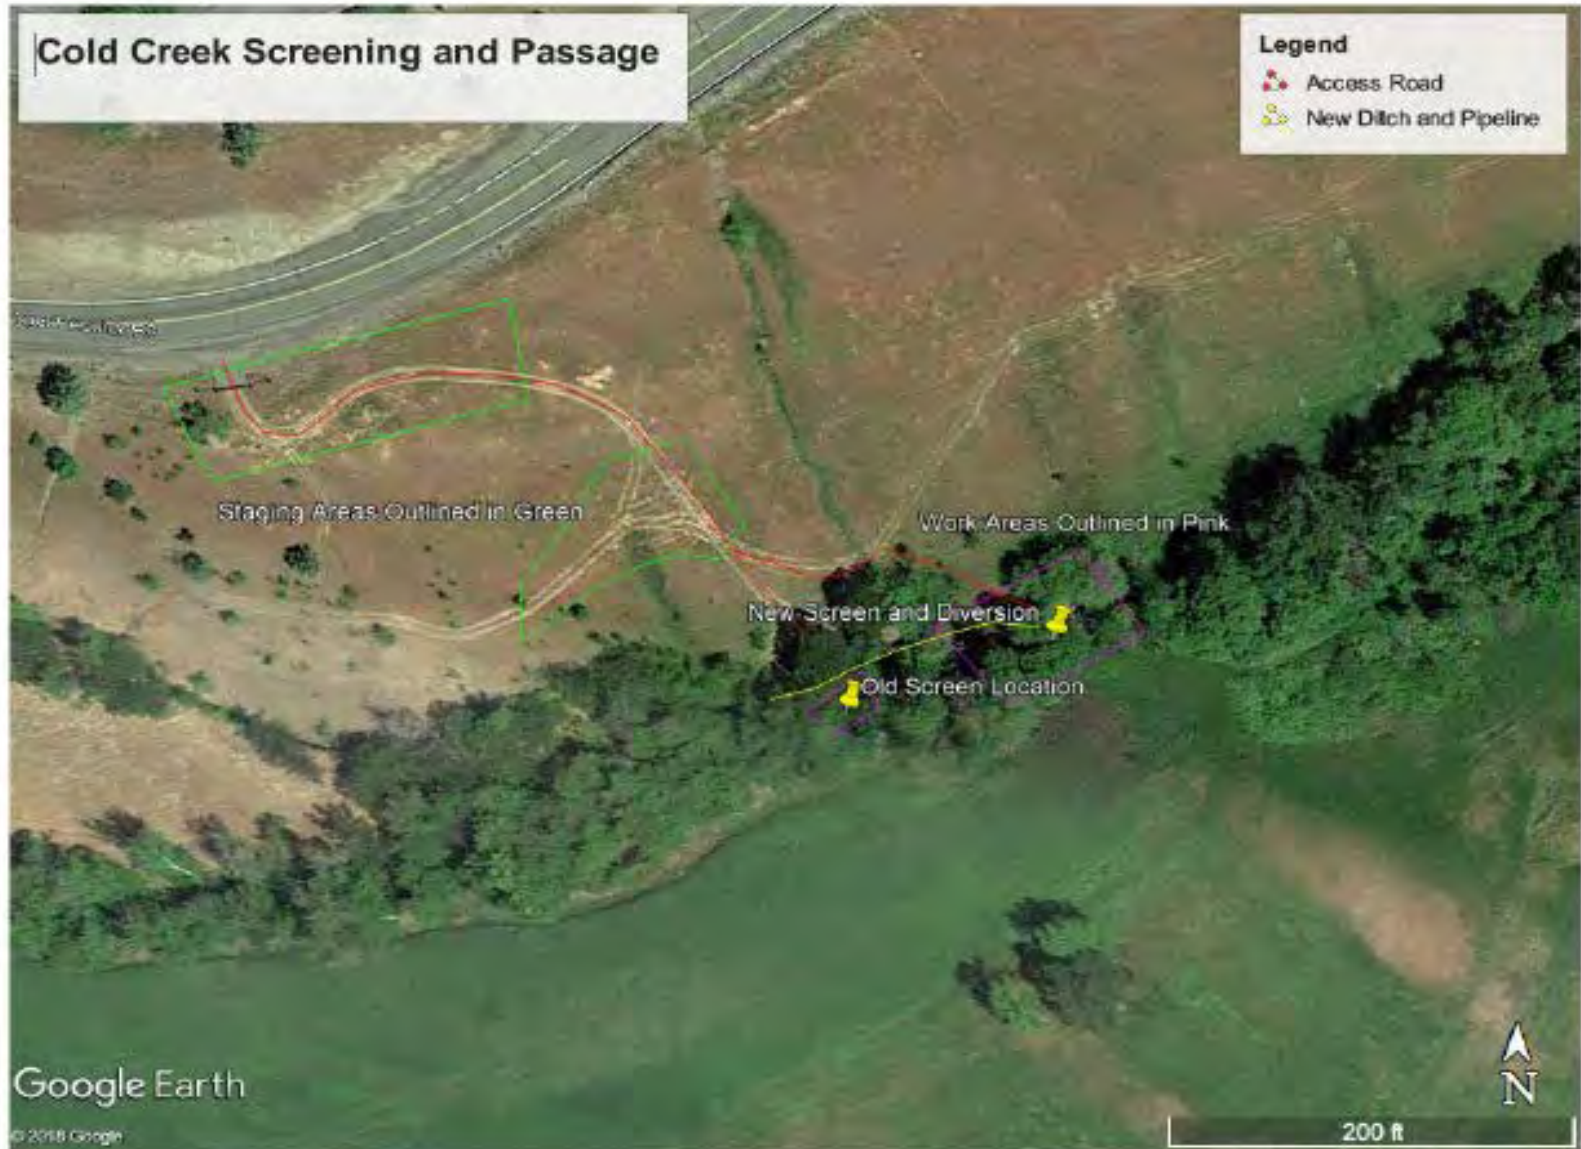 Cold Creek Screening and Passage
Legend
Access Road
New Ditch and Pipeline
Staging Areas Outlined in Green
Work Areas Outlined in Pink
New Screen and Diversion
Old Screen Location
Google Earth
© 2018 Google
N
200 ft